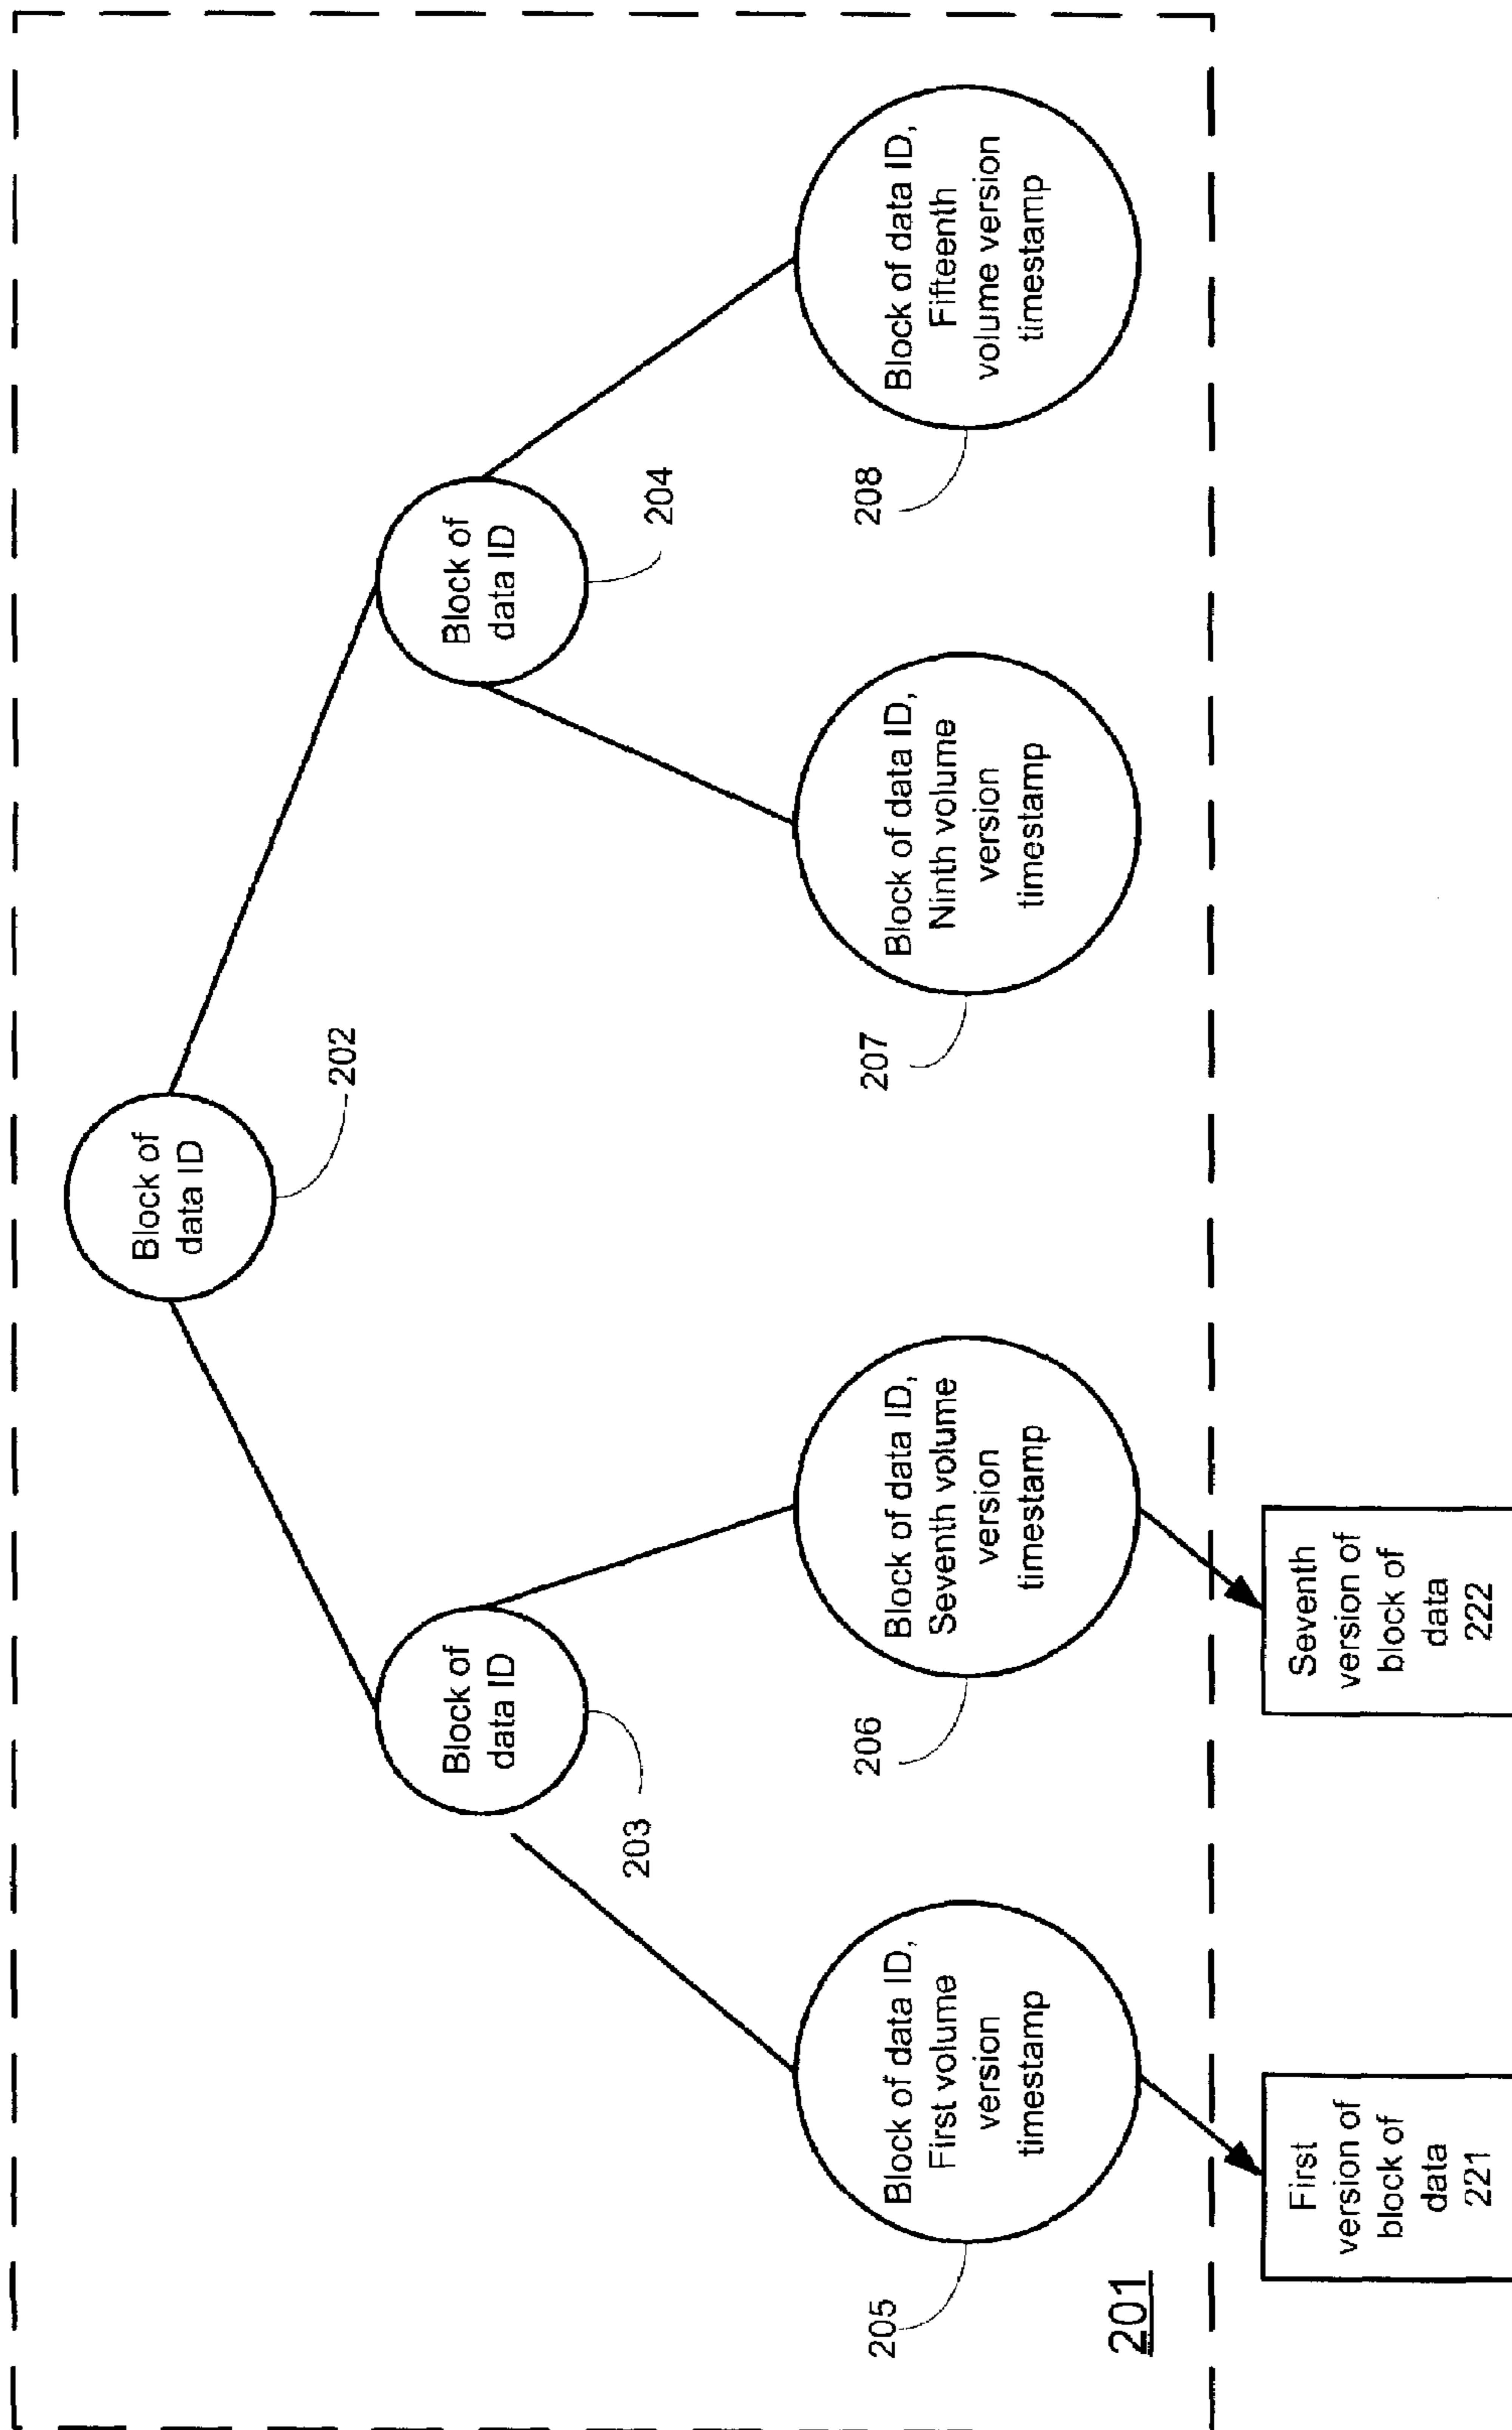 Block of
data ID
202
Block of
data ID
203
Block of
data ID
204
Block of data ID,
First volume
version
timestamp
205
Block of data ID,
Seventh volume
version
timestamp
206
Block of data ID,
Ninth volume
version
timestamp
207
Block of data ID,
Fifteenth
volume version
timestamp
208
201
First
version of
block of
data
221
Seventh
version of
block of
data
222